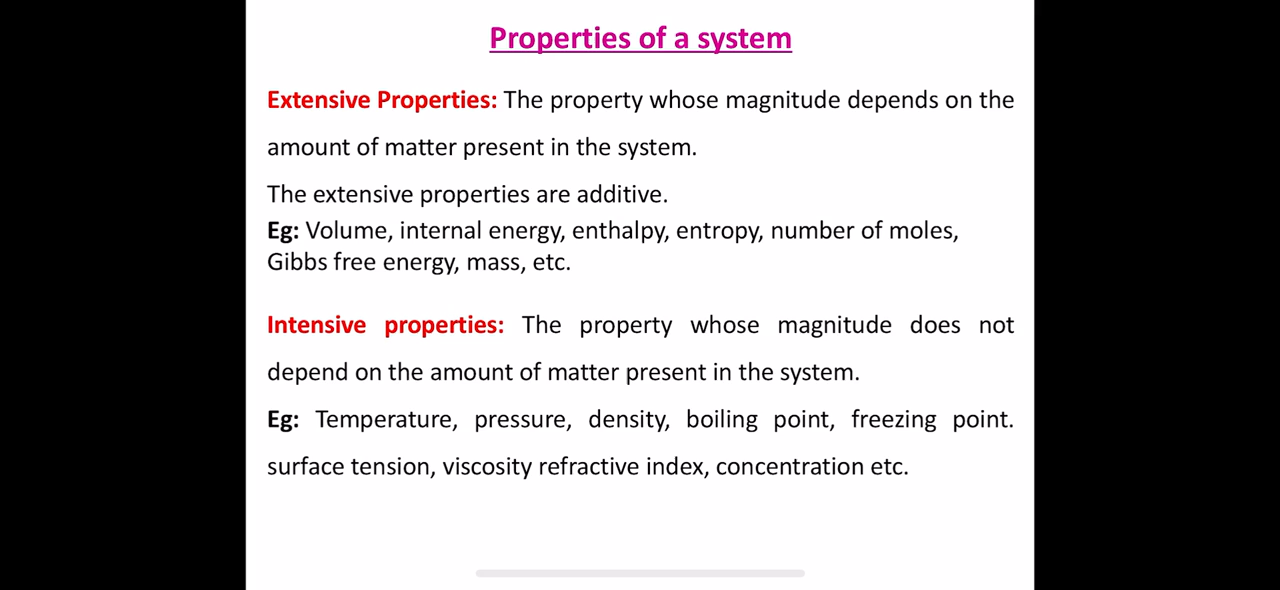 Properties of a system
Extensive Properties: The property whose magnitude depends on the
amount of matter present in the system.
The extensive properties are additive.
Eg: Volume, internal energy, enthalpy, entropy, number of moles,
Gibbs free energy, mass, etc.
Intensive properties: The property whose magnitude does not
depend on the amount of matter present in the system.
Eg: Temperature, pressure, density, boiling point, freezing point.
surface tension, viscosity refractive index, concentration etc.